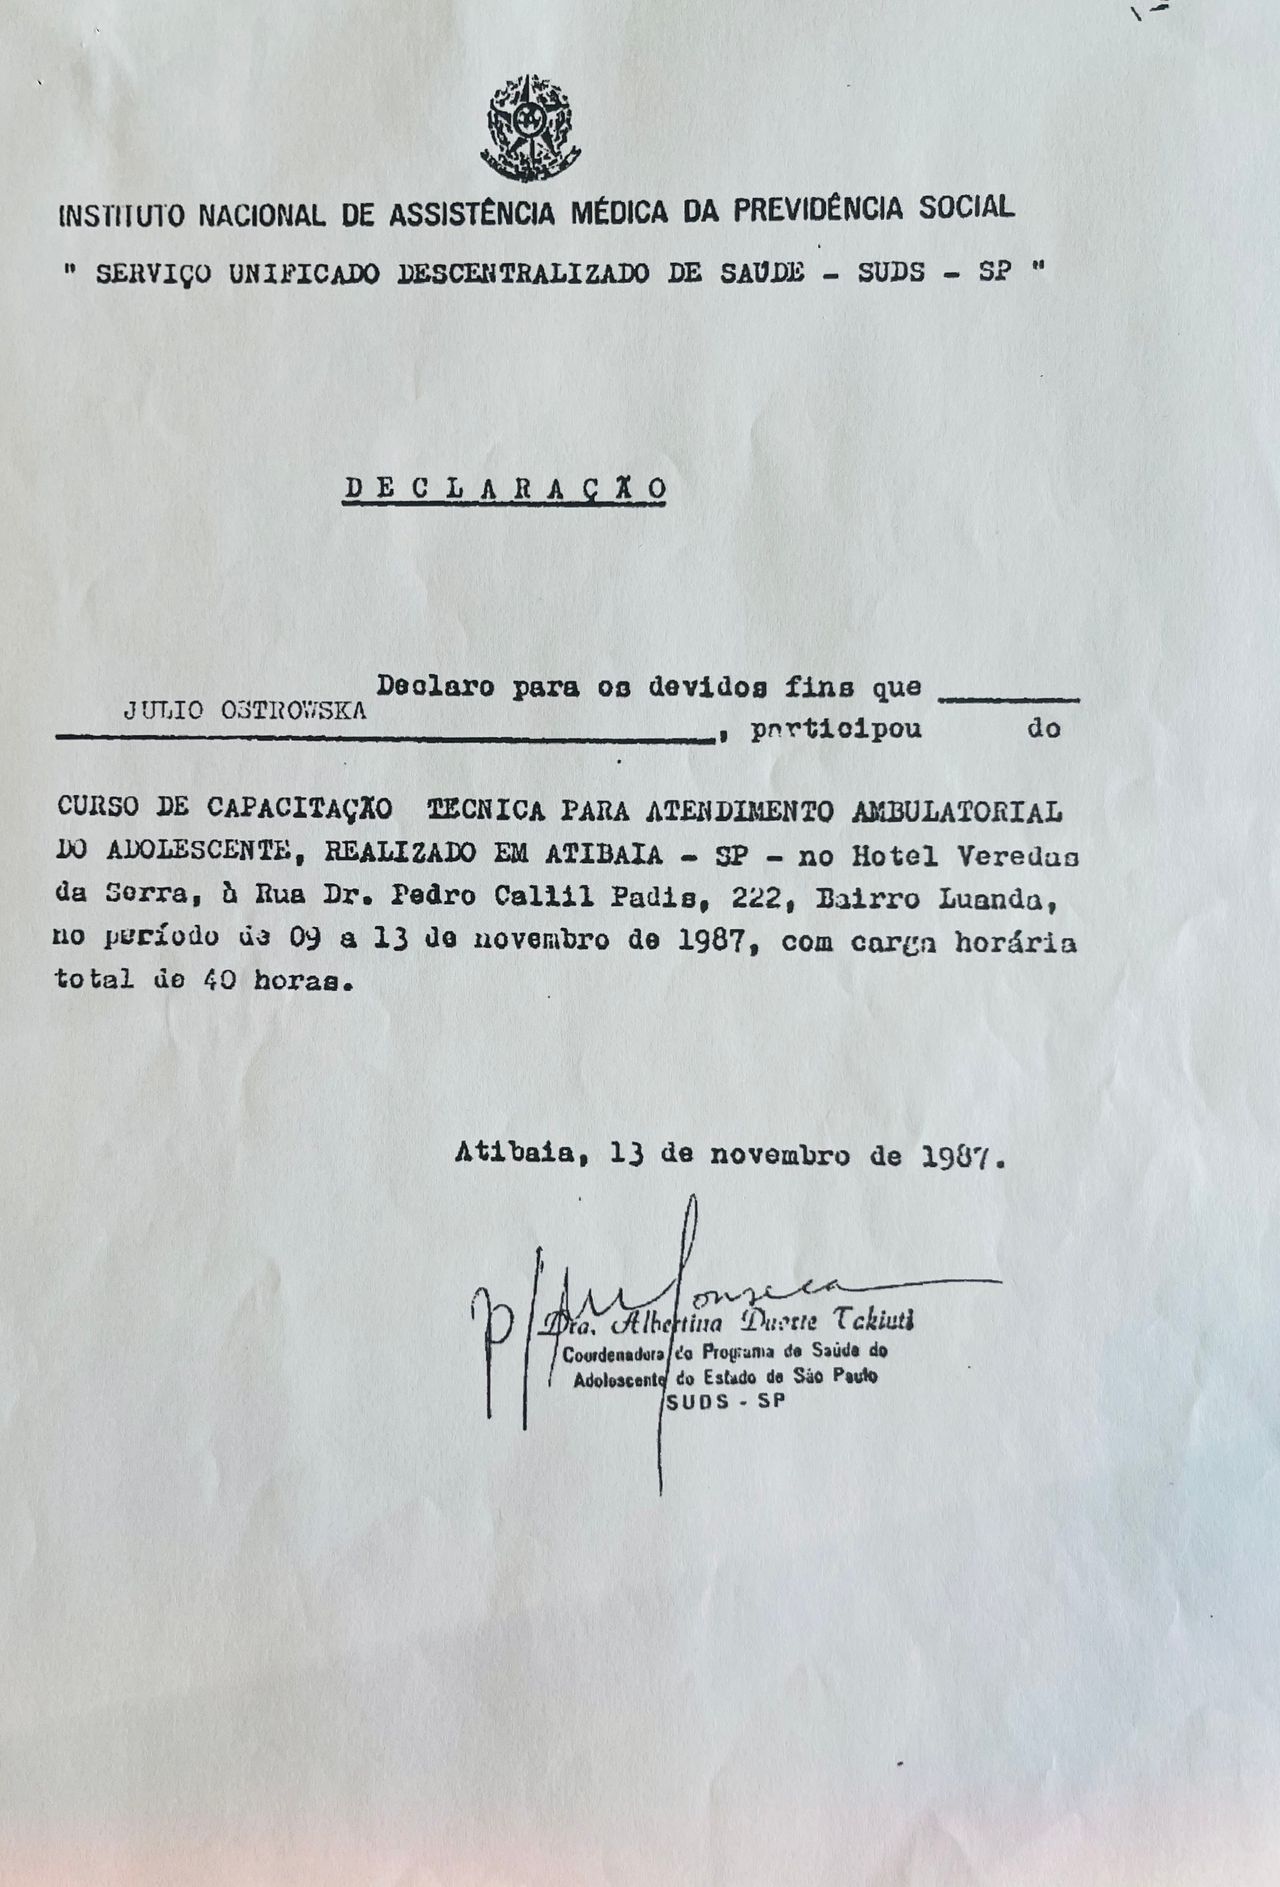 INSTITUTO NACIONAL DE ASSISTÊNCIA MÉDICA DA PREVIDÊNCIA SOCIAL
" SERVIÇO UNIFICADO DESCENTRALIZADO DE SAÚDE - SUDS - SP "
DECLARAÇÃO
Declaro para os devidos fins que
JULIO OSTROWSKA
, participou do
CURSO DE CAPACITAÇÃO TECNICA PARA ATENDIMENTO AMBULATORIAL
DO ADOLESCENTE, REALIZADO EM ATIBAIA - SP - no Hotel Veredas
da Serra, à Rua Dr. Pedro Callil Padis, 222, Bairro Luanda,
no período de 09 a 13 de novembro de 1987, com carga horária
total de 40 horas.
Atibaia, 13 de novembro de 1987.
p/ Fonseca
Dra. Albertina Duarte Takiuti
Coordenadora do Programa de Saúde do
Adolescente do Estado de São Paulo
SUDS - SP